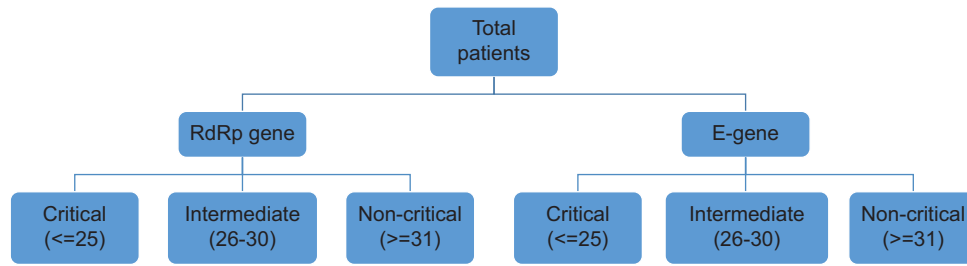 Total
patients
RdRp gene
E-gene
Critical
(<=25)
Intermediate
(26-30)
Non-critical
(>=31)
Critical
(<=25)
Intermediate
(26-30)
Non-critical
(>=31)